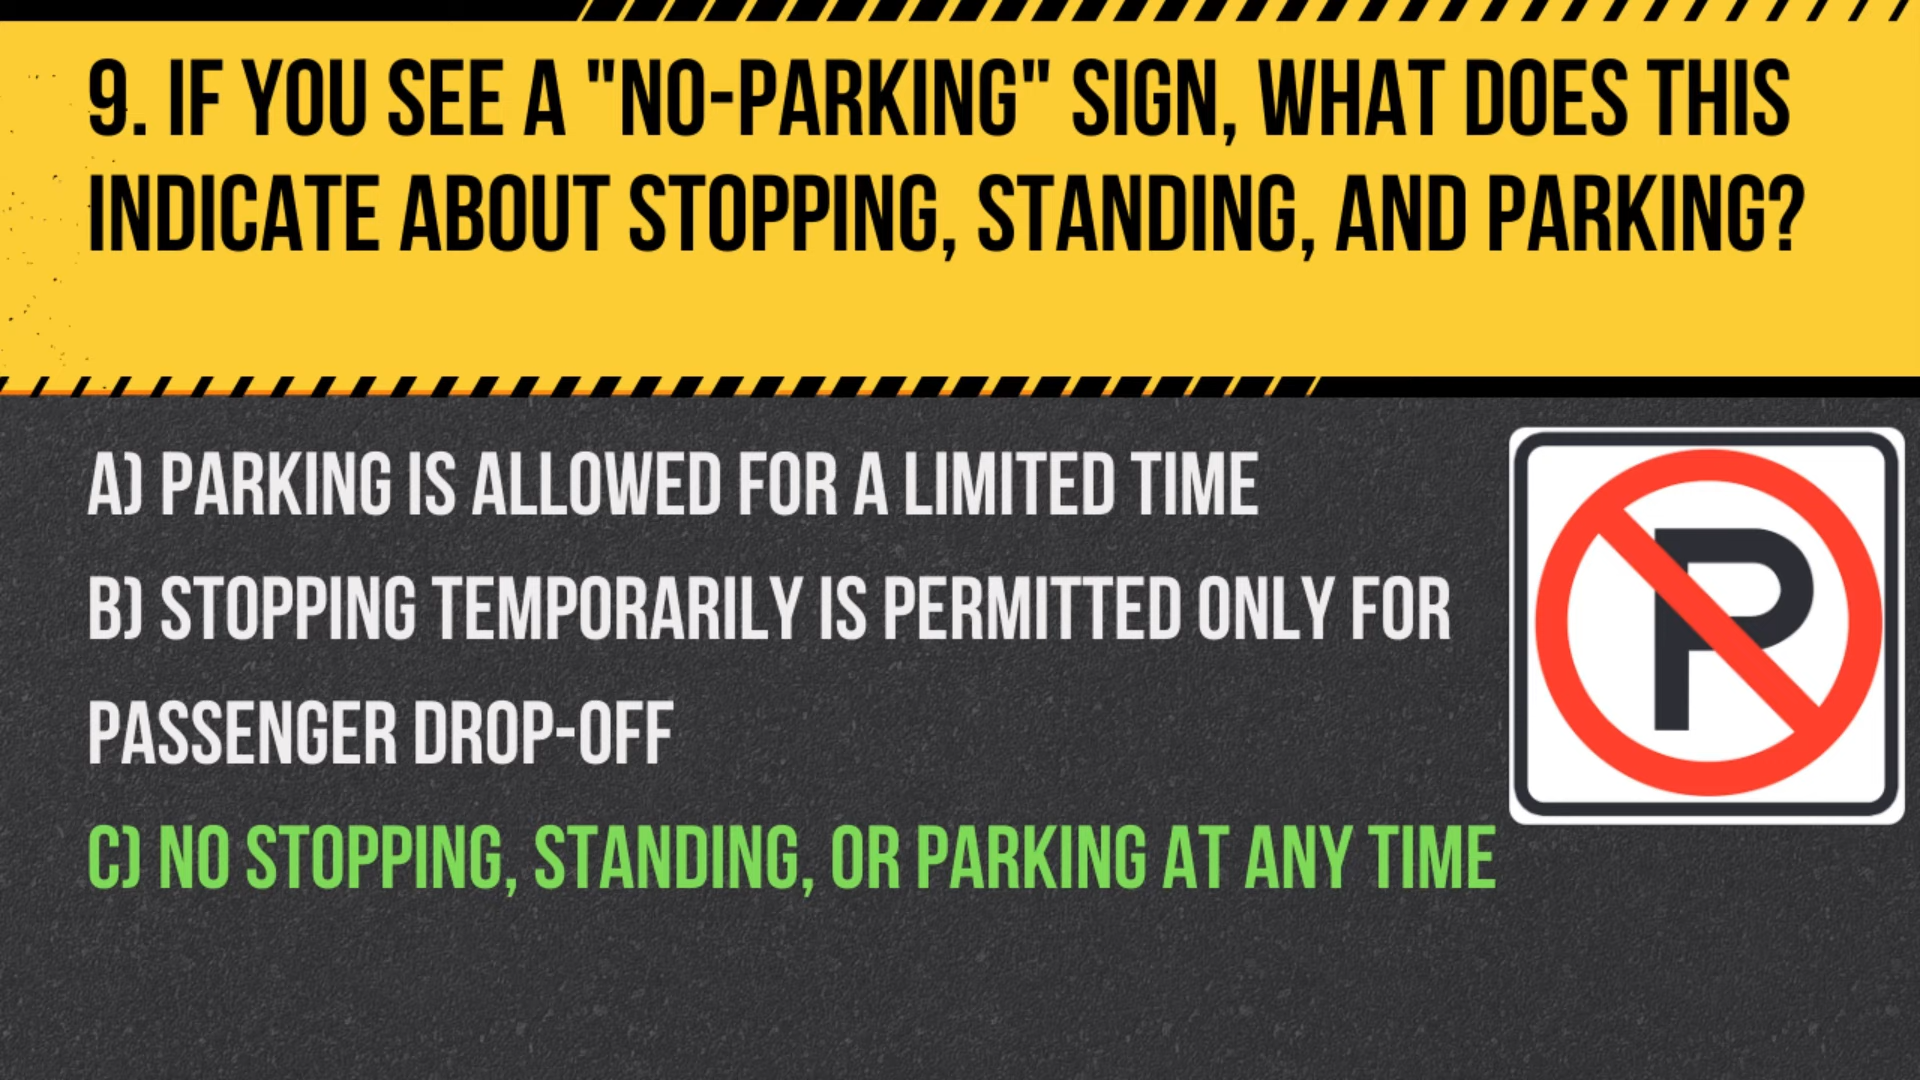 9. IF YOU SEE A "NO-PARKING" SIGN, WHAT DOES THIS
INDICATE ABOUT STOPPING, STANDING, AND PARKING?
A) PARKING IS ALLOWED FOR A LIMITED TIME
B) STOPPING TEMPORARILY IS PERMITTED ONLY FOR
PASSENGER DROP-OFF
C) NO STOPPING, STANDING, OR PARKING AT ANY TIME
P